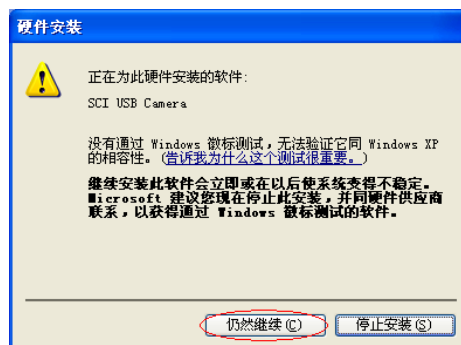 硬件安装
正在为此硬件安装的软件:
SCI USB Camera
没有通过 Windows 徽标测试，无法验证它同 Windows XP
的相容性。(告诉我为什么这个测试很重要。)
继续安装此软件会立即或在以后使系统变得不稳定。
Microsoft 建议您现在停止此安装，并同硬件供应商
联系，以获得通过 Windows 徽标测试的软件。
仍然继续(C)
停止安装(S)